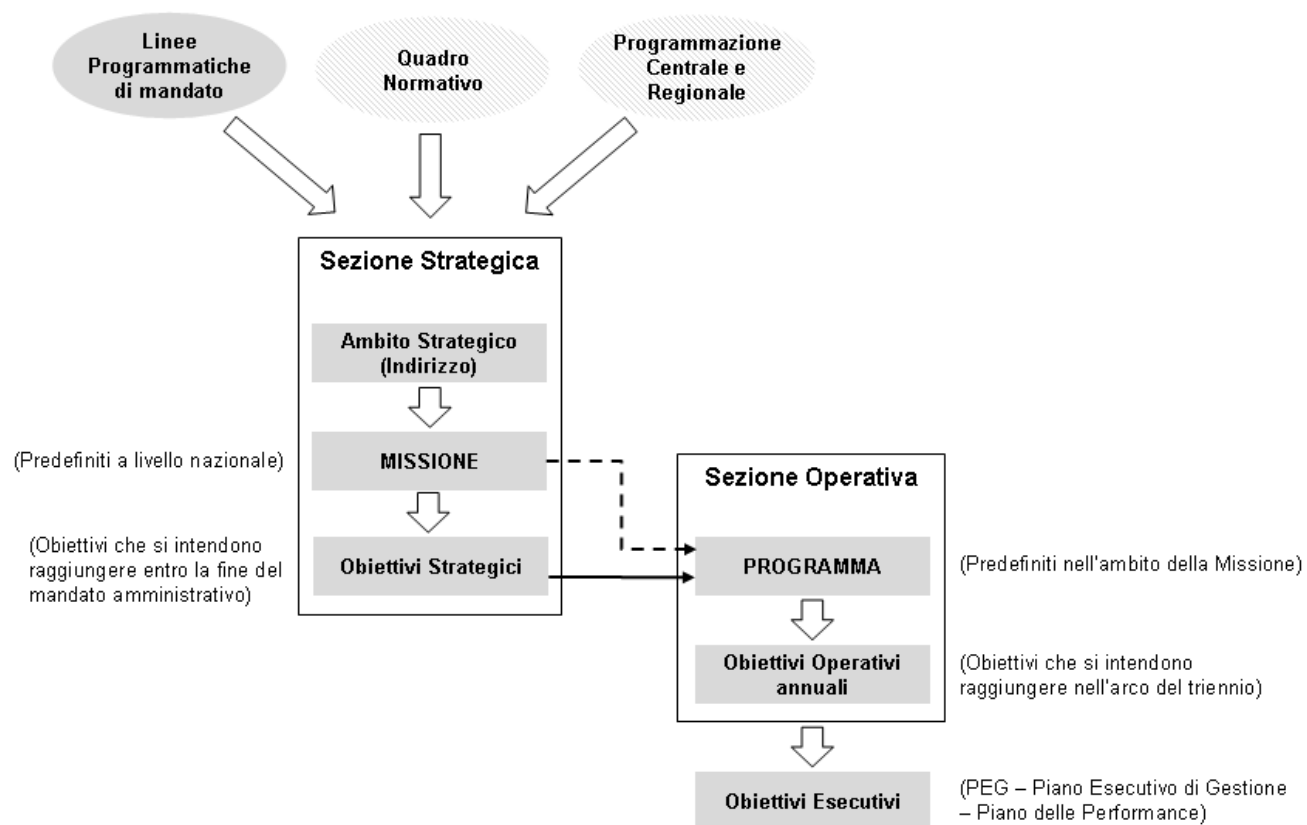 Linee
Programmatiche
di mandato
Quadro
Normativo
Programmazione
Centrale e
Regionale
Sezione Strategica
Ambito Strategico
(Indirizzo)
(Predefiniti a livello nazionale)
MISSIONE
(Obiettivi che si intendono
raggiungere entro la fine del
mandato amministrativo)
Obiettivi Strategici
Sezione Operativa
PROGRAMMA
(Predefiniti nell'ambito della Missione)
Obiettivi Operativi
annuali
(Obiettivi che si intendono
raggiungere nell'arco del triennio)
Obiettivi Esecutivi
(PEG – Piano Esecutivo di Gestione
– Piano delle Performance)